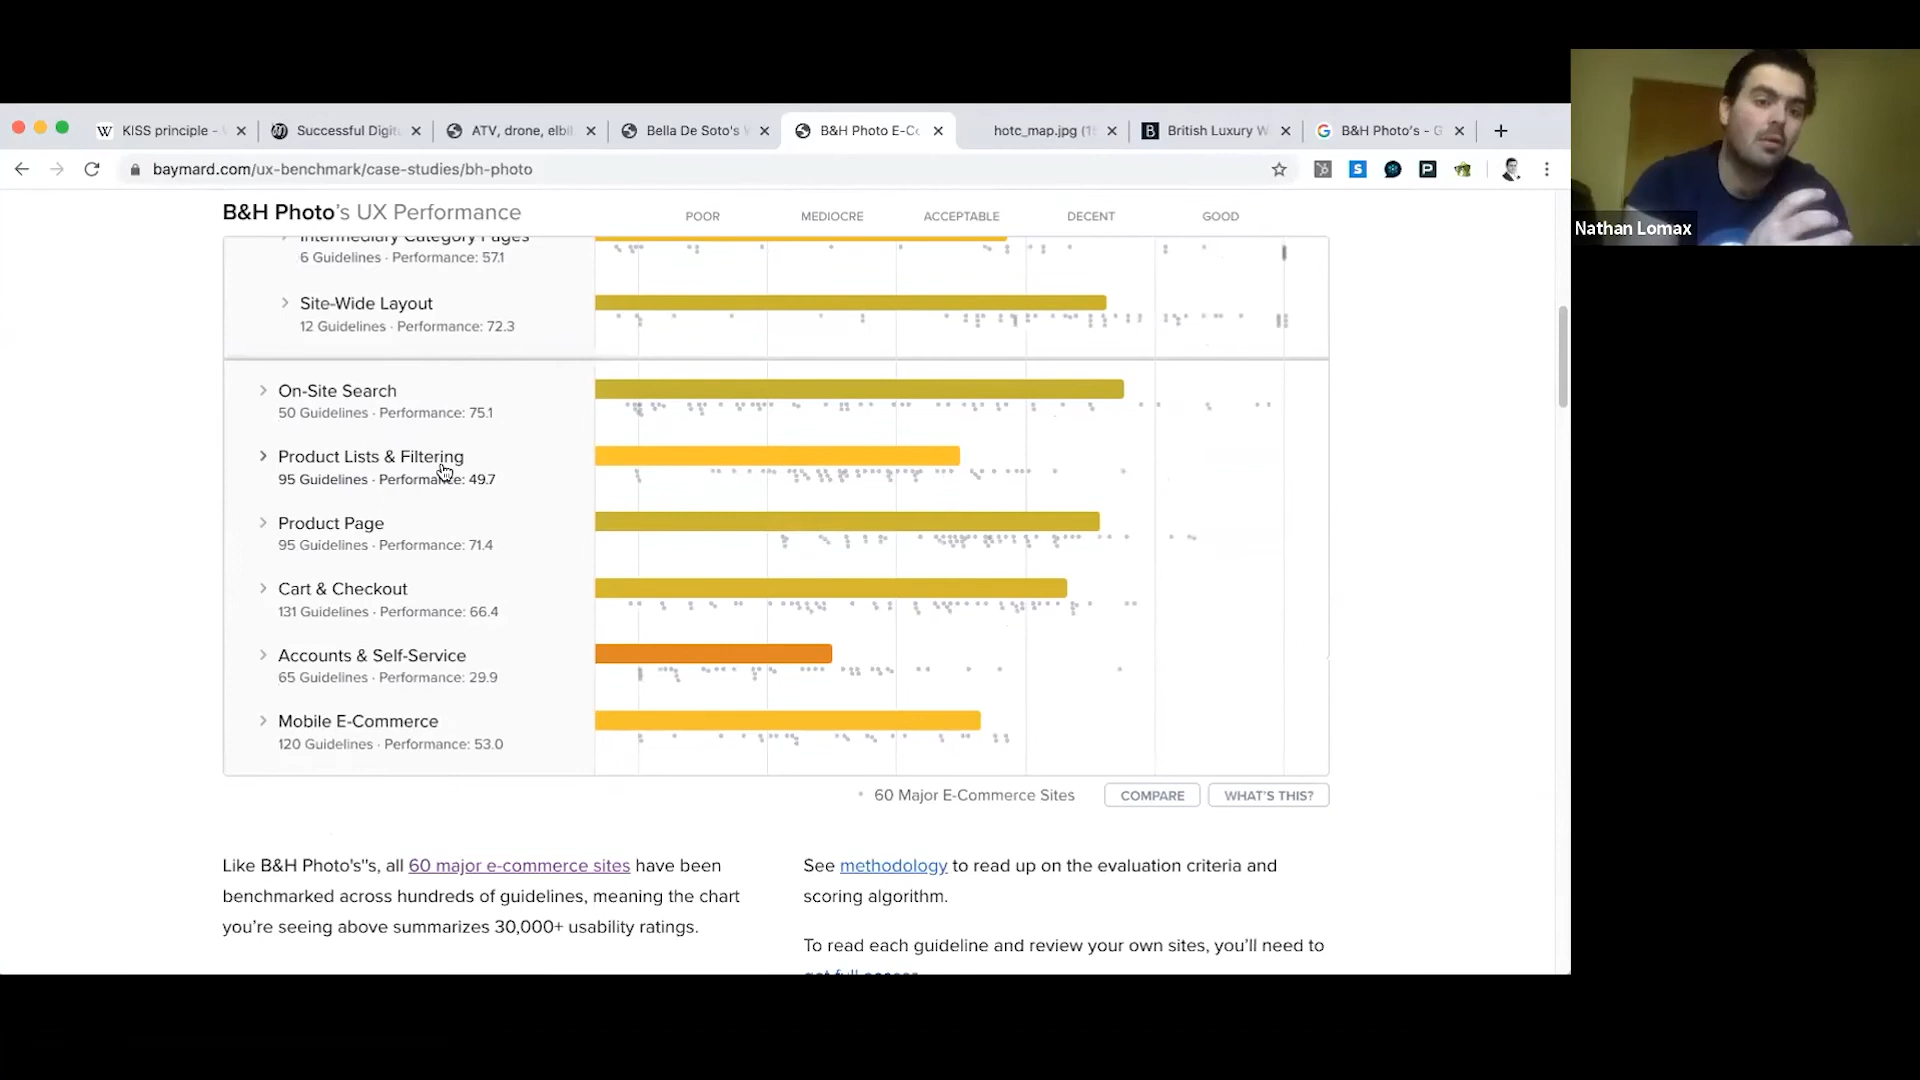 KISS principle -
Successful Digit
ATV, drone, elbil
Bella De Soto's
B&H Photo E-Co
hotc_map.jpg
British Luxury W
B&H Photo's - G
baymard.com/ux-benchmark/case-studies/bh-photo
Nathan Lomax
B&H Photo's UX Performance
POOR
MEDIOCRE
ACCEPTABLE
DECENT
GOOD
Intermediary Category Pages
6 Guidelines · Performance: 57.1
Site-Wide Layout
12 Guidelines · Performance: 72.3
On-Site Search
50 Guidelines · Performance: 75.1
Product Lists & Filtering
95 Guidelines · Performance: 49.7
Product Page
95 Guidelines · Performance: 71.4
Cart & Checkout
131 Guidelines · Performance: 66.4
Accounts & Self-Service
65 Guidelines · Performance: 29.9
Mobile E-Commerce
120 Guidelines · Performance: 53.0
60 Major E-Commerce Sites
COMPARE
WHAT'S THIS?
Like B&H Photo's"s, all 60 major e-commerce sites have been
benchmarked across hundreds of guidelines, meaning the chart
you're seeing above summarizes 30,000+ usability ratings.
See methodology to read up on the evaluation criteria and
scoring algorithm.
To read each guideline and review your own sites, you'll need to
get full access